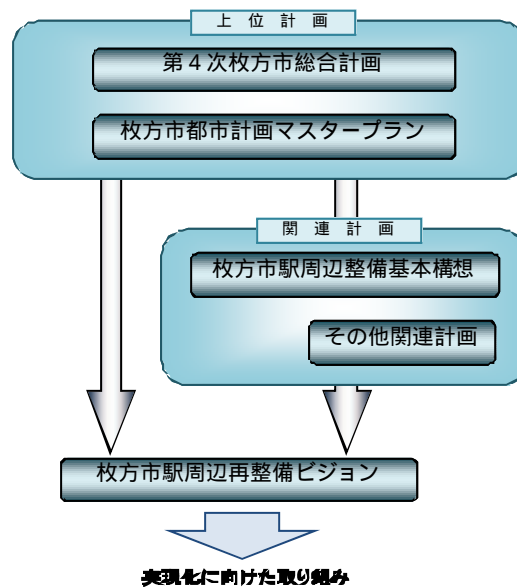 上位計画
第4次枚方市総合計画
枚方市都市計画マスタープラン
関連計画
枚方市駅周辺整備基本構想
その他関連計画
枚方市駅周辺再整備ビジョン
実現化に向けた取り組み